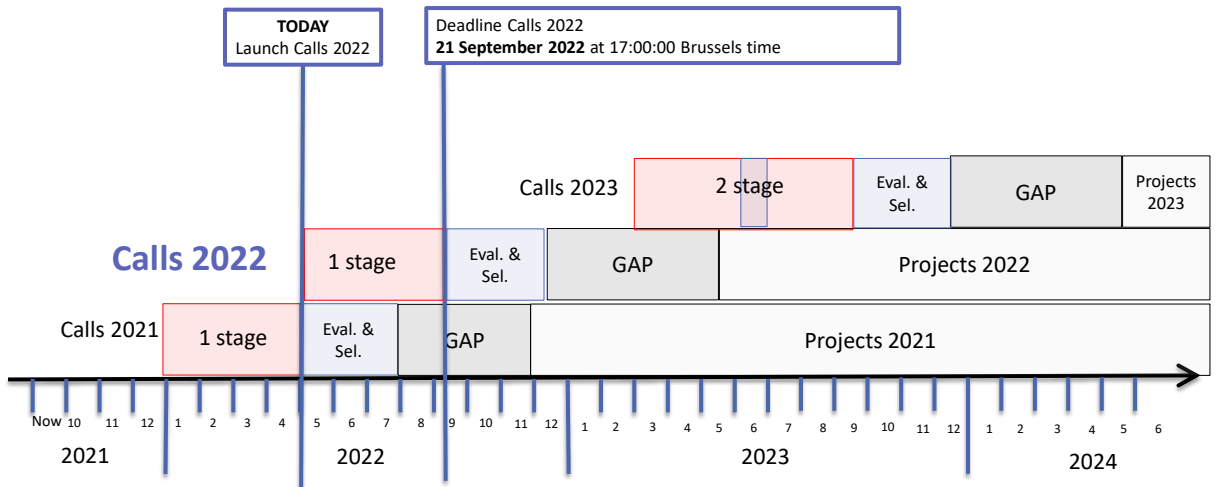 TODAY
Launch Calls 2022
Deadline Calls 2022
21 September 2022 at 17:00:00 Brussels time
Calls 2023
2 stage
Eval. &
Sel.
GAP
Projects
2023
Calls 2022
1 stage
Eval. &
Sel.
GAP
Projects 2022
Calls 2021
1 stage
Eval. &
Sel.
GAP
Projects 2021
Now 10 11 12 1 2 3 4 5 6 7 8 9 10 11 12 1 2 3 4 5 6 7 8 9 10 11 12 1 2 3 4 5 6
2021 2022 2023 2024